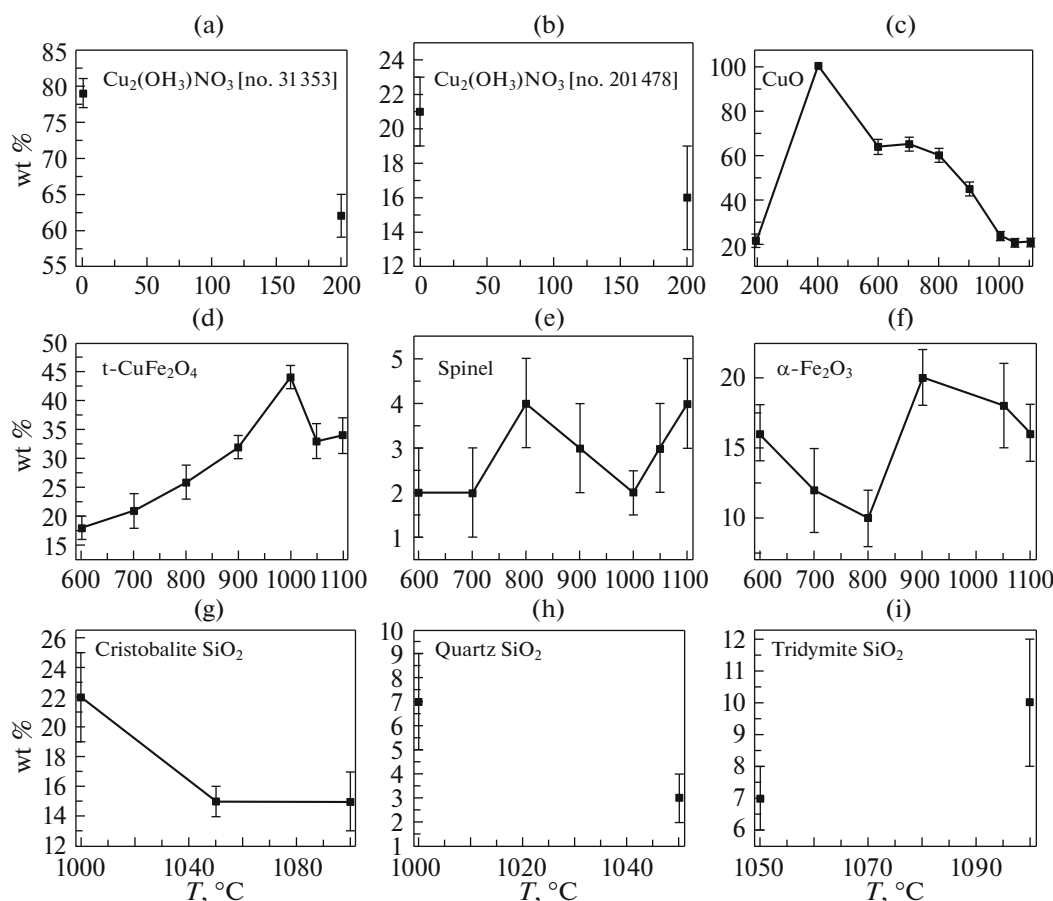 (a) (b) (c)
wt %
85
80
75
70
65
60
55
Cu2(OH3)NO3 [no. 31353]
0 50 100 150 200
24
22
20
18
16
14
12
Cu2(OH3)NO3 [no. 201478]
0 50 100 150 200
100
80
60
40
20
CuO
200 400 600 800 1000
(d) (e) (f)
wt %
50
45
40
35
30
25
20
15
t-CuFe2O4
600 700 800 900 1000 1100
5
4
3
2
1
Spinel
600 700 800 900 1000 1100
20
15
10
α-Fe2O3
600 700 800 900 1000 1100
(g) (h) (i)
wt %
26
24
22
20
18
16
14
12
Cristobalite SiO2
1000 1040 1080
T, °C
10
9
8
7
6
5
4
3
2
1
Quartz SiO2
1000 1020 1040
T, °C
12
11
10
9
8
7
6
Tridymite SiO2
1050 1070 1090
T, °C